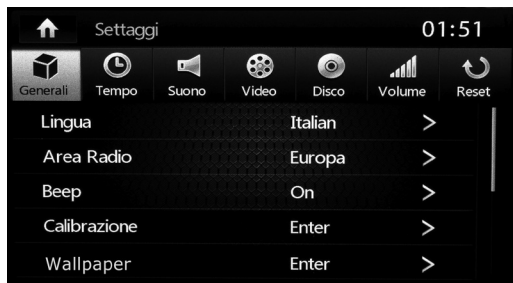 Settaggi 01:51
Generali Tempo Suono Video Disco Volume Reset
Lingua Italian >
Area Radio Europa >
Beep On >
Calibrazione Enter >
Wallpaper Enter >